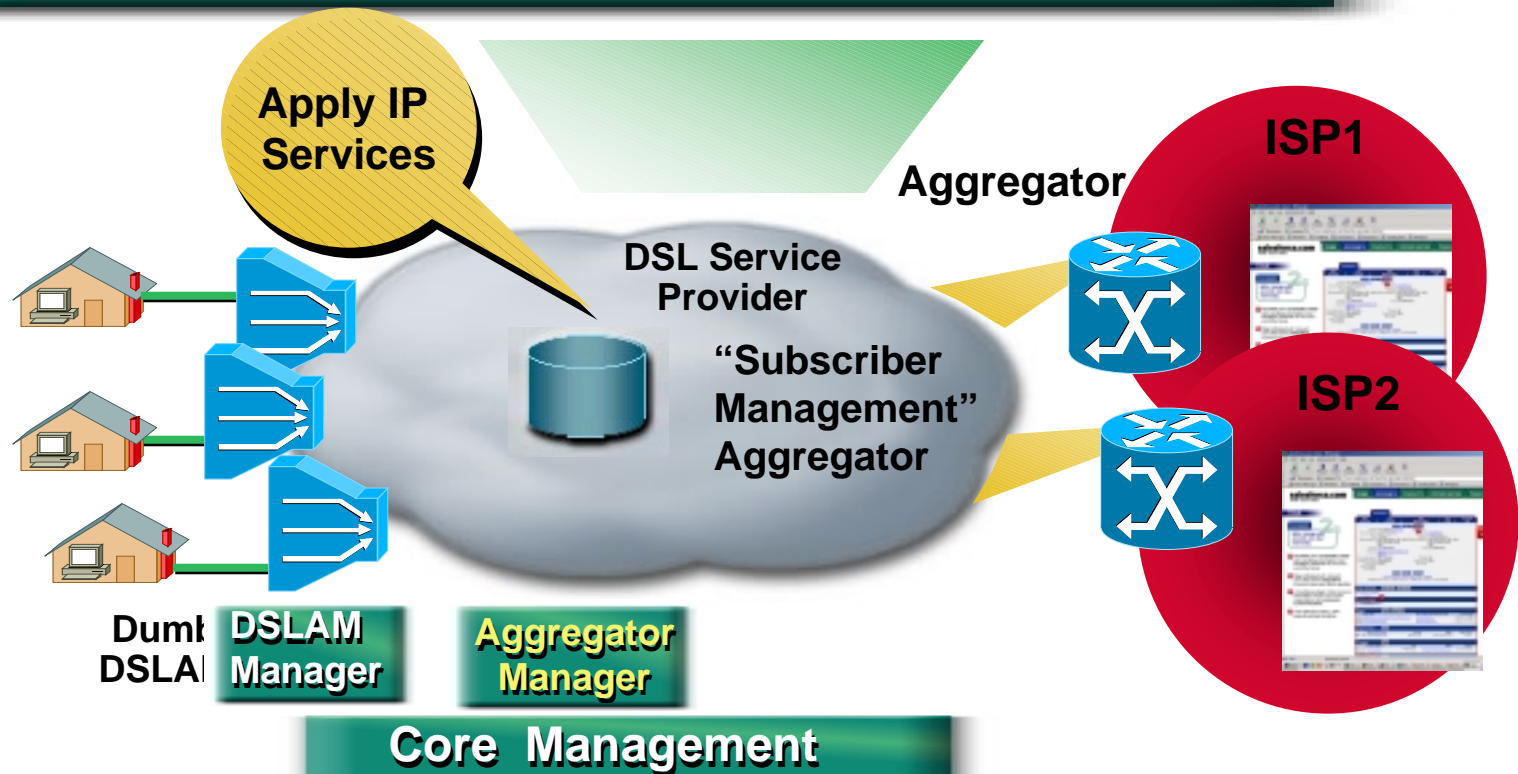 Apply IP
Services
ISP1
Aggregator
DSL Service
Provider
“Subscriber
Management”
Aggregator
ISP2
DSLAM
Manager
Aggregator
Manager
Core Management